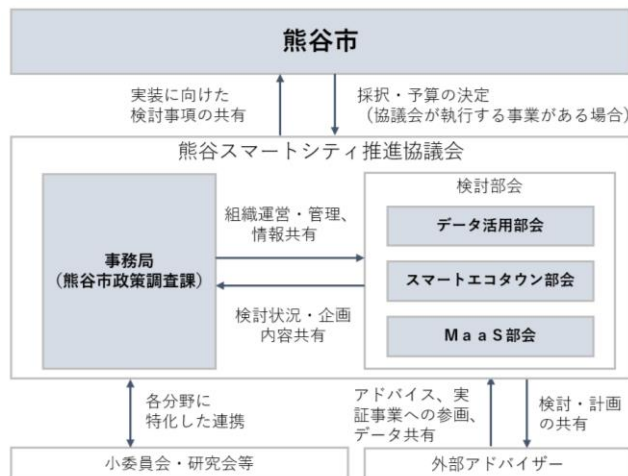 熊谷市
実装に向けた
検討事項の共有
採択・予算の決定
（協議会が執行する事業がある場合）
熊谷スマートシティ推進協議会
事務局
（熊谷市政策調査課）
組織運営・管理、
情報共有
検討状況・企画
内容共有
検討部会
データ活用部会
スマートエコタウン部会
ＭａａＳ部会
各分野に
特化した連携
アドバイス、実
証事業への参画、
データ共有
検討・計画
の共有
小委員会・研究会等
外部アドバイザー